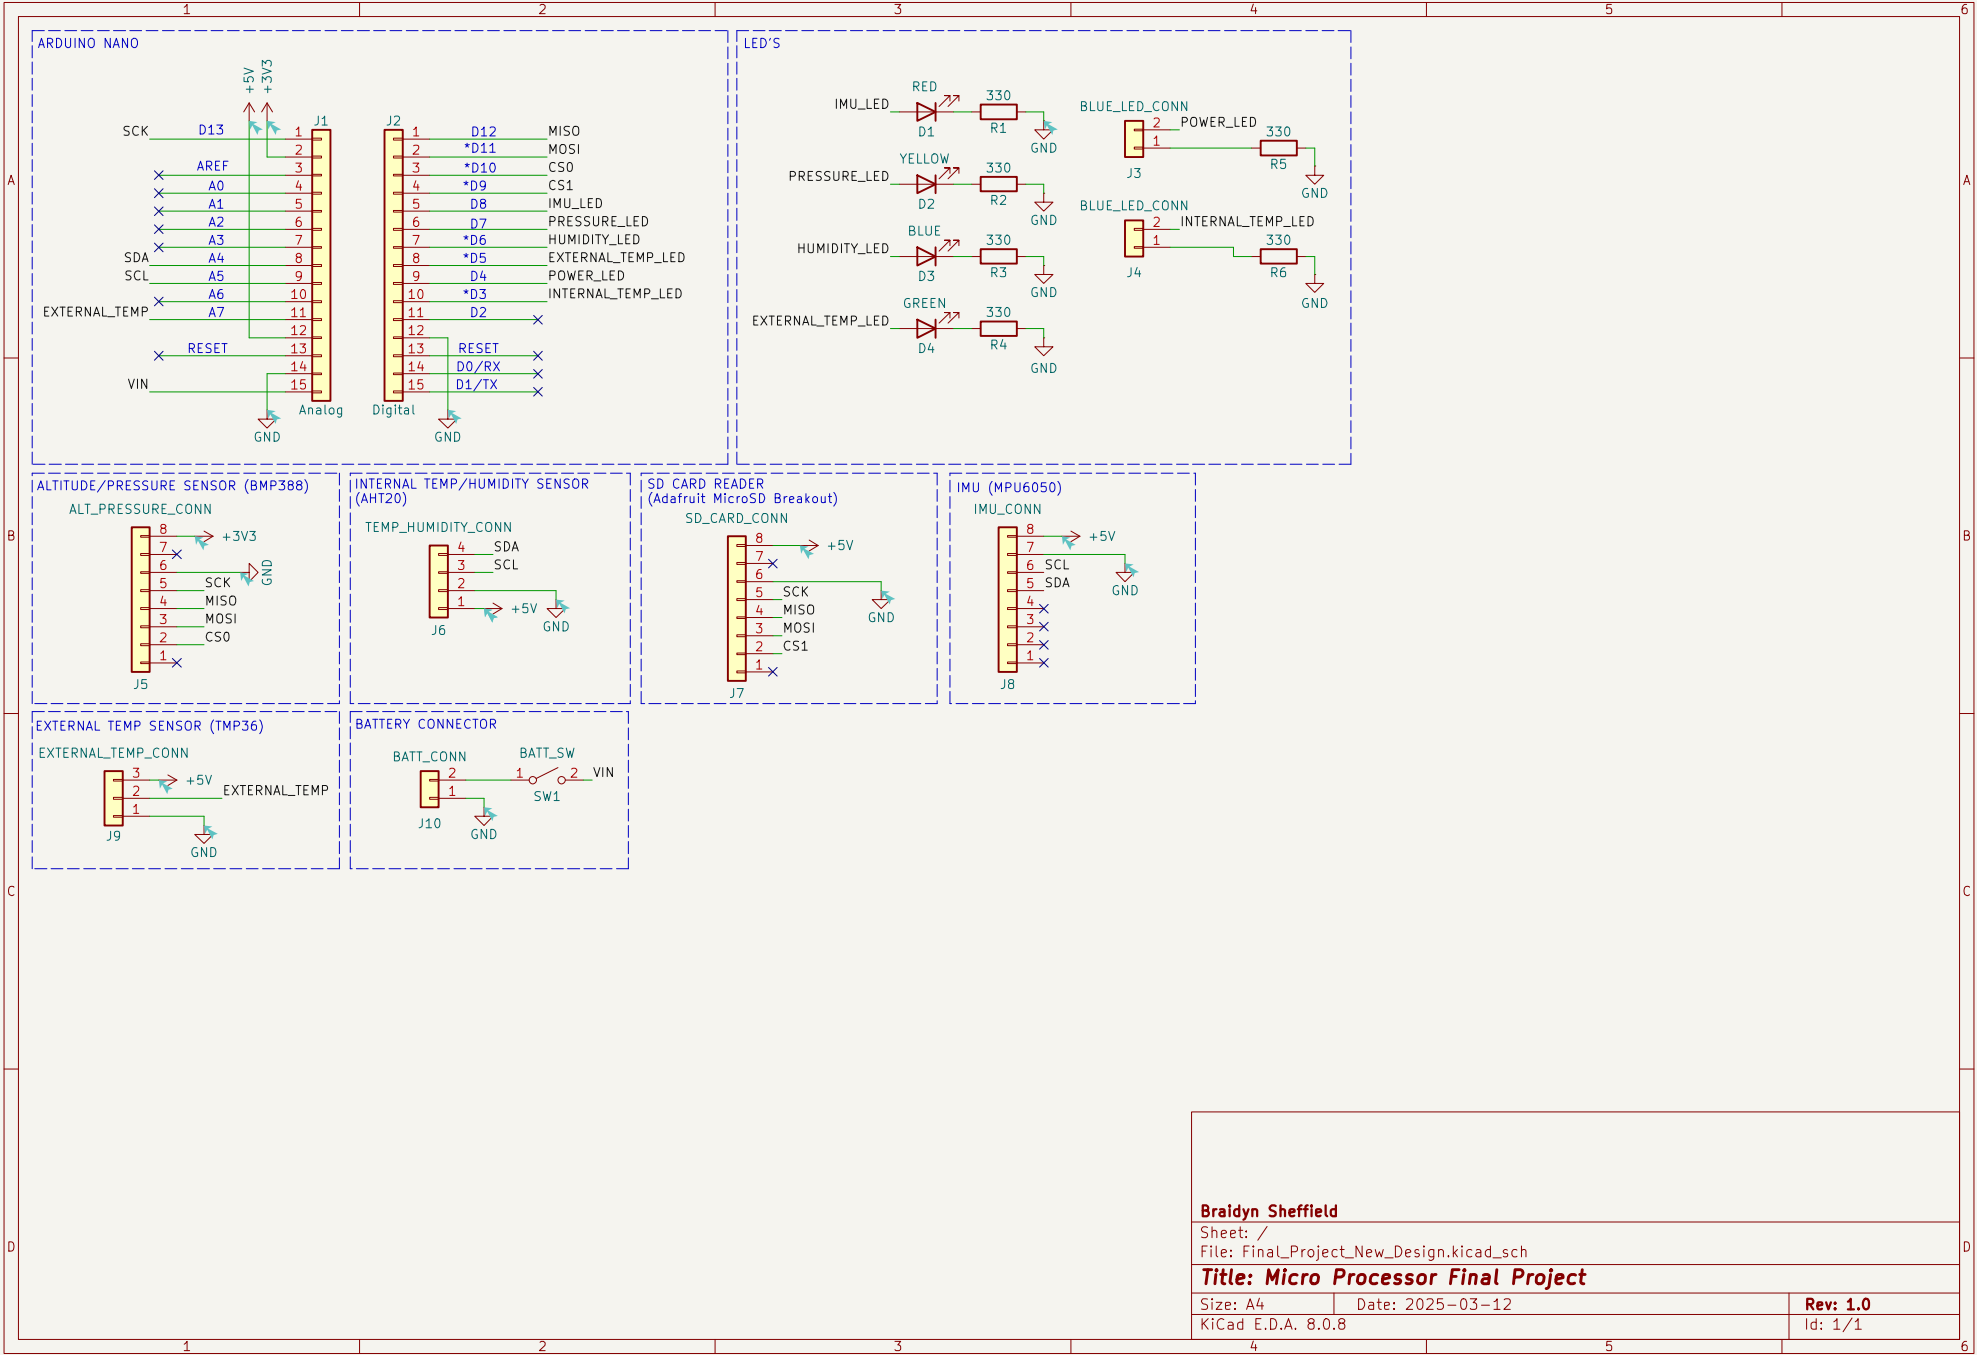 1 2 3 4 5 6
A
B
C
D
ARDUINO NANO
+5V
+3V3
J1
SCK D13 1
2
AREF 3
A0 4
A1 5
A2 6
A3 7
SDA A4 8
SCL A5 9
A6 10
EXTERNAL_TEMP A7 11
12
RESET 13
14
VIN 15
Analog
GND
J2
1 D12 MISO
2 *D11 MOSI
3 *D10 CS0
4 *D9 CS1
5 D8 IMU_LED
6 D7 PRESSURE_LED
7 *D6 HUMIDITY_LED
8 *D5 EXTERNAL_TEMP_LED
9 D4 POWER_LED
10 *D3 INTERNAL_TEMP_LED
11 D2
12
13 RESET
14 D0/RX
15 D1/TX
Digital
GND
LED'S
RED
IMU_LED 330
D1 R1
GND
YELLOW
PRESSURE_LED 330
D2 R2
GND
BLUE
HUMIDITY_LED 330
D3 R3
GND
GREEN
EXTERNAL_TEMP_LED 330
D4 R4
GND
BLUE_LED_CONN
2 POWER_LED
1 330
J3 R5
GND
BLUE_LED_CONN
2 INTERNAL_TEMP_LED
1 330
J4 R6
GND
ALTITUDE/PRESSURE SENSOR (BMP388)
ALT_PRESSURE_CONN
8 +3V3
7
6 GND
5 SCK
4 MISO
3 MOSI
2 CS0
1
J5
INTERNAL TEMP/HUMIDITY SENSOR
(AHT20)
TEMP_HUMIDITY_CONN
4 SDA
3 SCL
2
1 +5V
GND
J6
SD CARD READER
(Adafruit MicroSD Breakout)
SD_CARD_CONN
8 +5V
7
6
5 SCK
4 MISO
3 MOSI
2 CS1
1
GND
J7
IMU (MPU6050)
IMU_CONN
8 +5V
7
6 SCL
5 SDA
4
3
2
1
GND
J8
EXTERNAL TEMP SENSOR (TMP36)
EXTERNAL_TEMP_CONN
3 +5V
2 EXTERNAL_TEMP
1
J9
GND
BATTERY CONNECTOR
BATT_CONN BATT_SW
2 1 2 VIN
1 SW1
J10
GND
Braidyn Sheffield
Sheet: /
File: Final_Project_New_Design.kicad_sch
Title: Micro Processor Final Project
Size: A4 Date: 2025-03-12 Rev: 1.0
KiCad E.D.A. 8.0.8 Id: 1/1
A
B
C
D
1 2 3 4 5 6